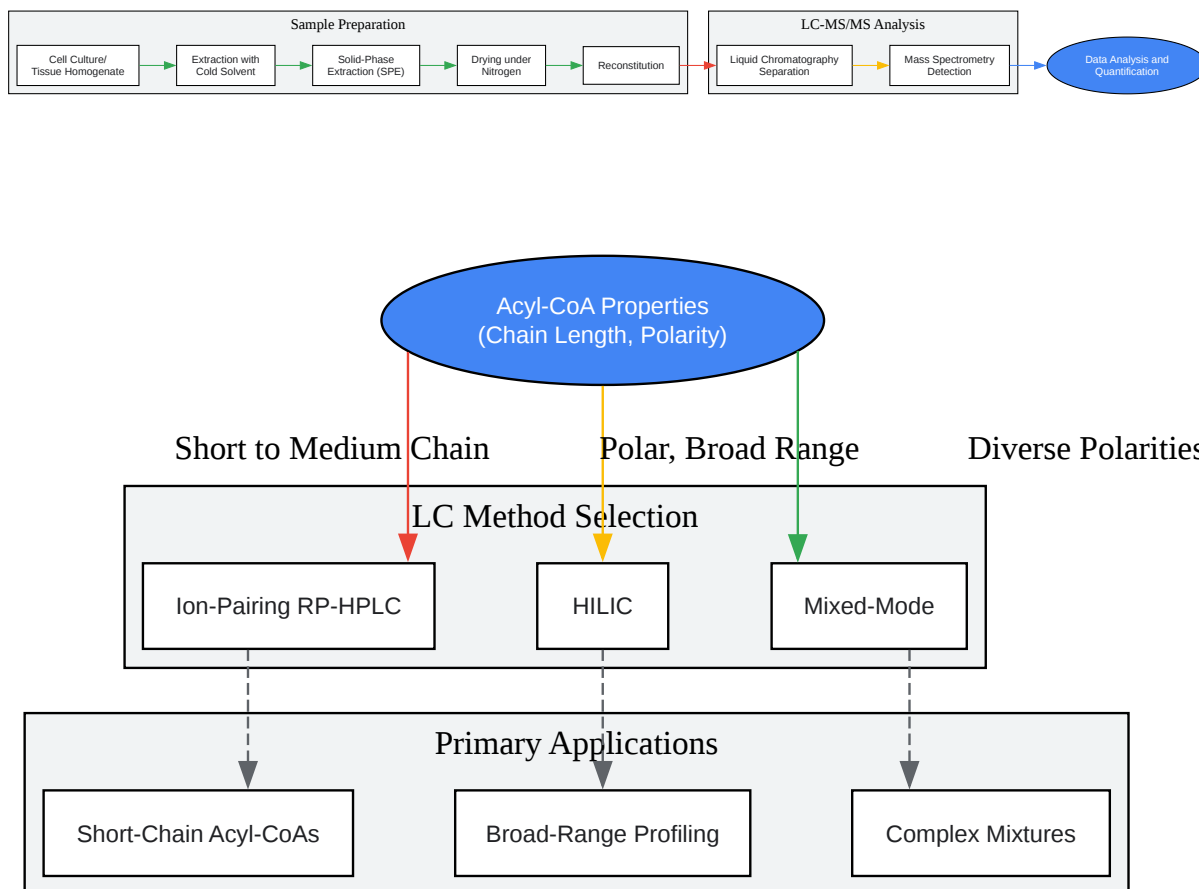 Sample Preparation
LC-MS/MS Analysis
Cell Culture/
Tissue Homogenate
Extraction with
Cold Solvent
Solid-Phase
Extraction (SPE)
Drying under
Nitrogen
Reconstitution
Liquid Chromatography
Separation
Mass Spectrometry
Detection
Data Analysis and
Quantification
Acyl-CoA Properties
(Chain Length, Polarity)
Short to Medium Chain
Polar, Broad Range
Diverse Polarities
LC Method Selection
Ion-Pairing RP-HPLC
HILIC
Mixed-Mode
Primary Applications
Short-Chain Acyl-CoAs
Broad-Range Profiling
Complex Mixtures